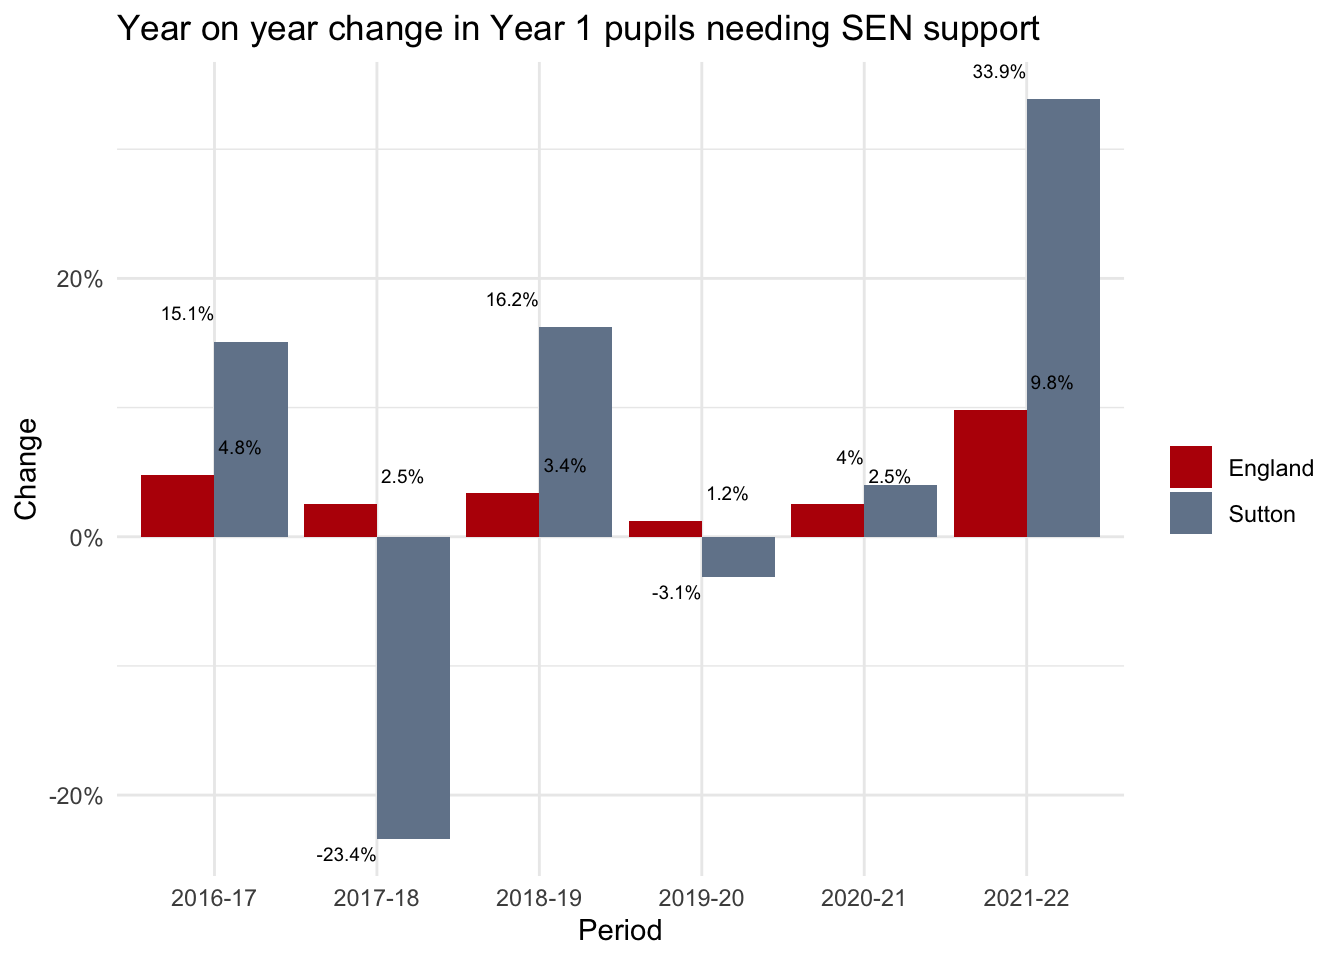 Year on year change in Year 1 pupils needing SEN support
33.9%
20%
16.2%
15.1%
9.8%
4.8%
4%
3.4%
2.5%
2.5%
1.2%
0%
-3.1%
-20%
-23.4%
Change
England
Sutton
2016-17 2017-18 2018-19 2019-20 2020-21 2021-22
Period